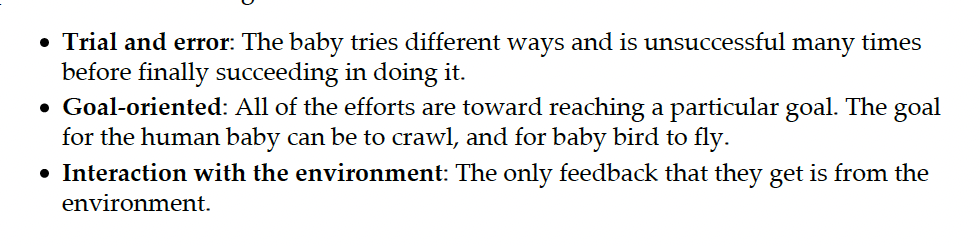 • Trial and error: The baby tries different ways and is unsuccessful many times
before finally succeeding in doing it.
• Goal-oriented: All of the efforts are toward reaching a particular goal. The goal
for the human baby can be to crawl, and for baby bird to fly.
• Interaction with the environment: The only feedback that they get is from the
environment.